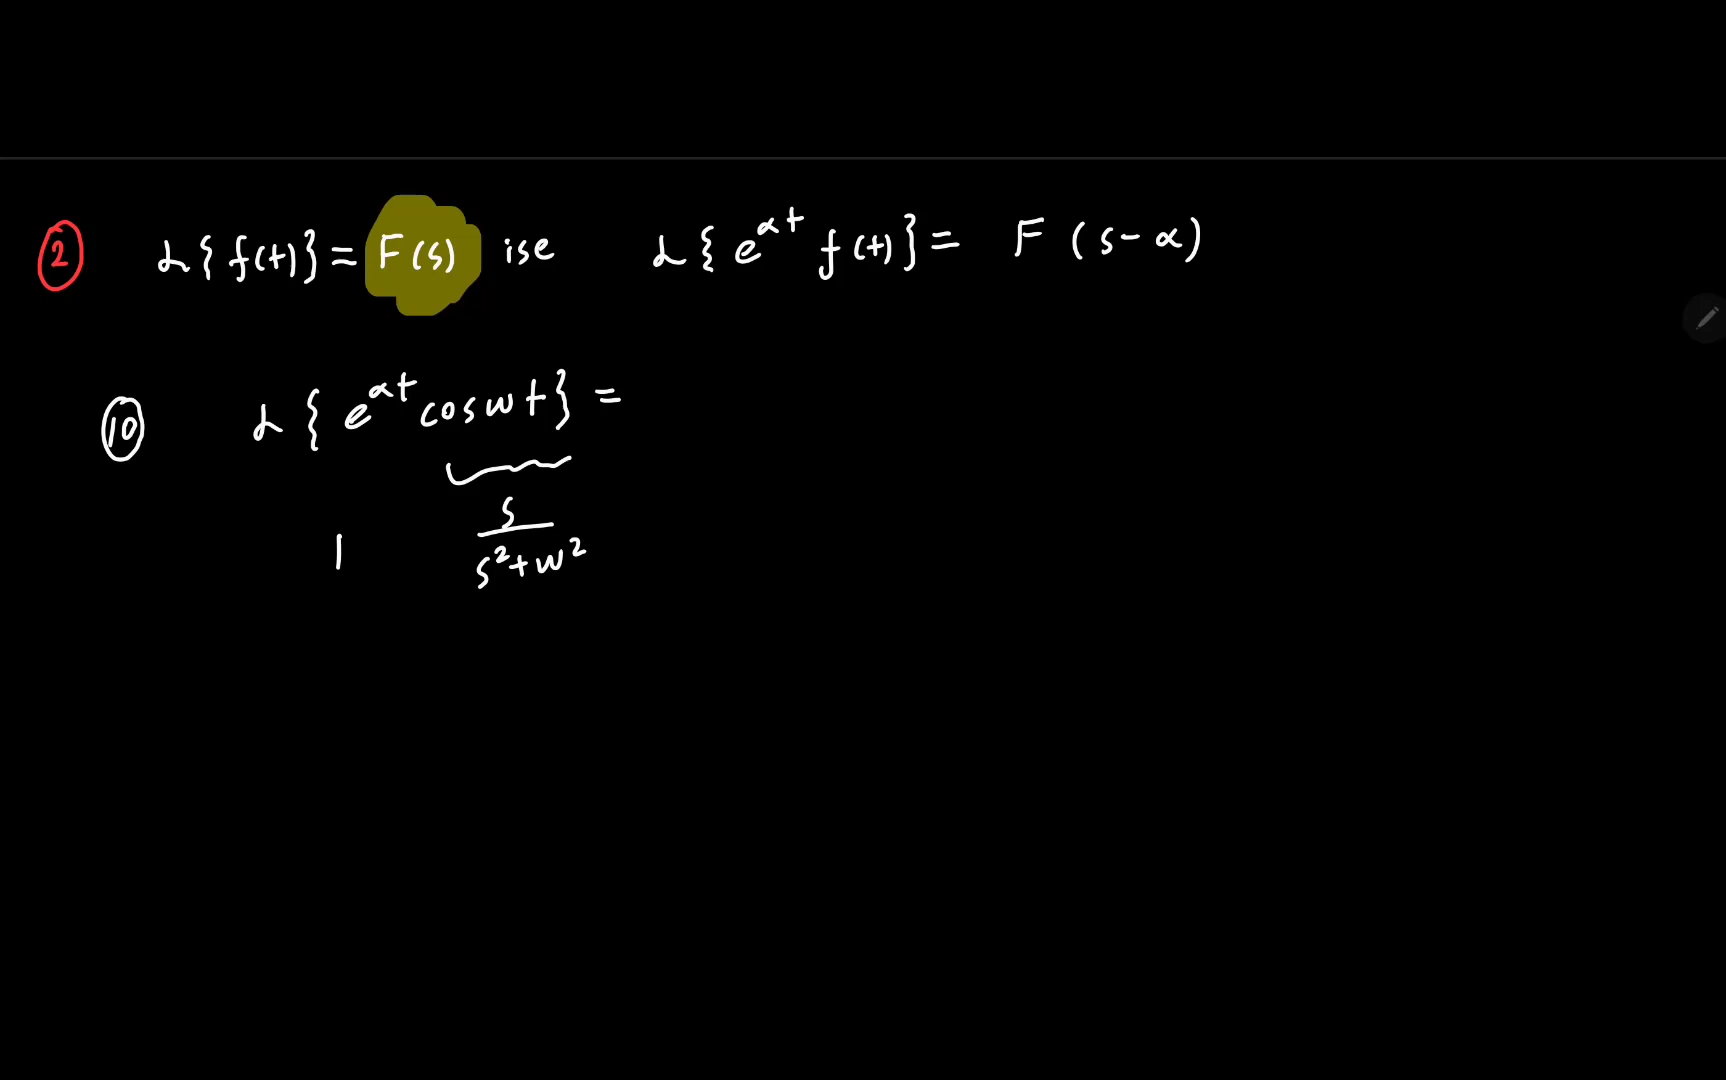 ② ℒ{f(t)} = F(s) ise ℒ{e^{αt} f(t)} = F(s-α)
⑩ ℒ{e^{αt} cos wt} =
1 s/(s²+w²)